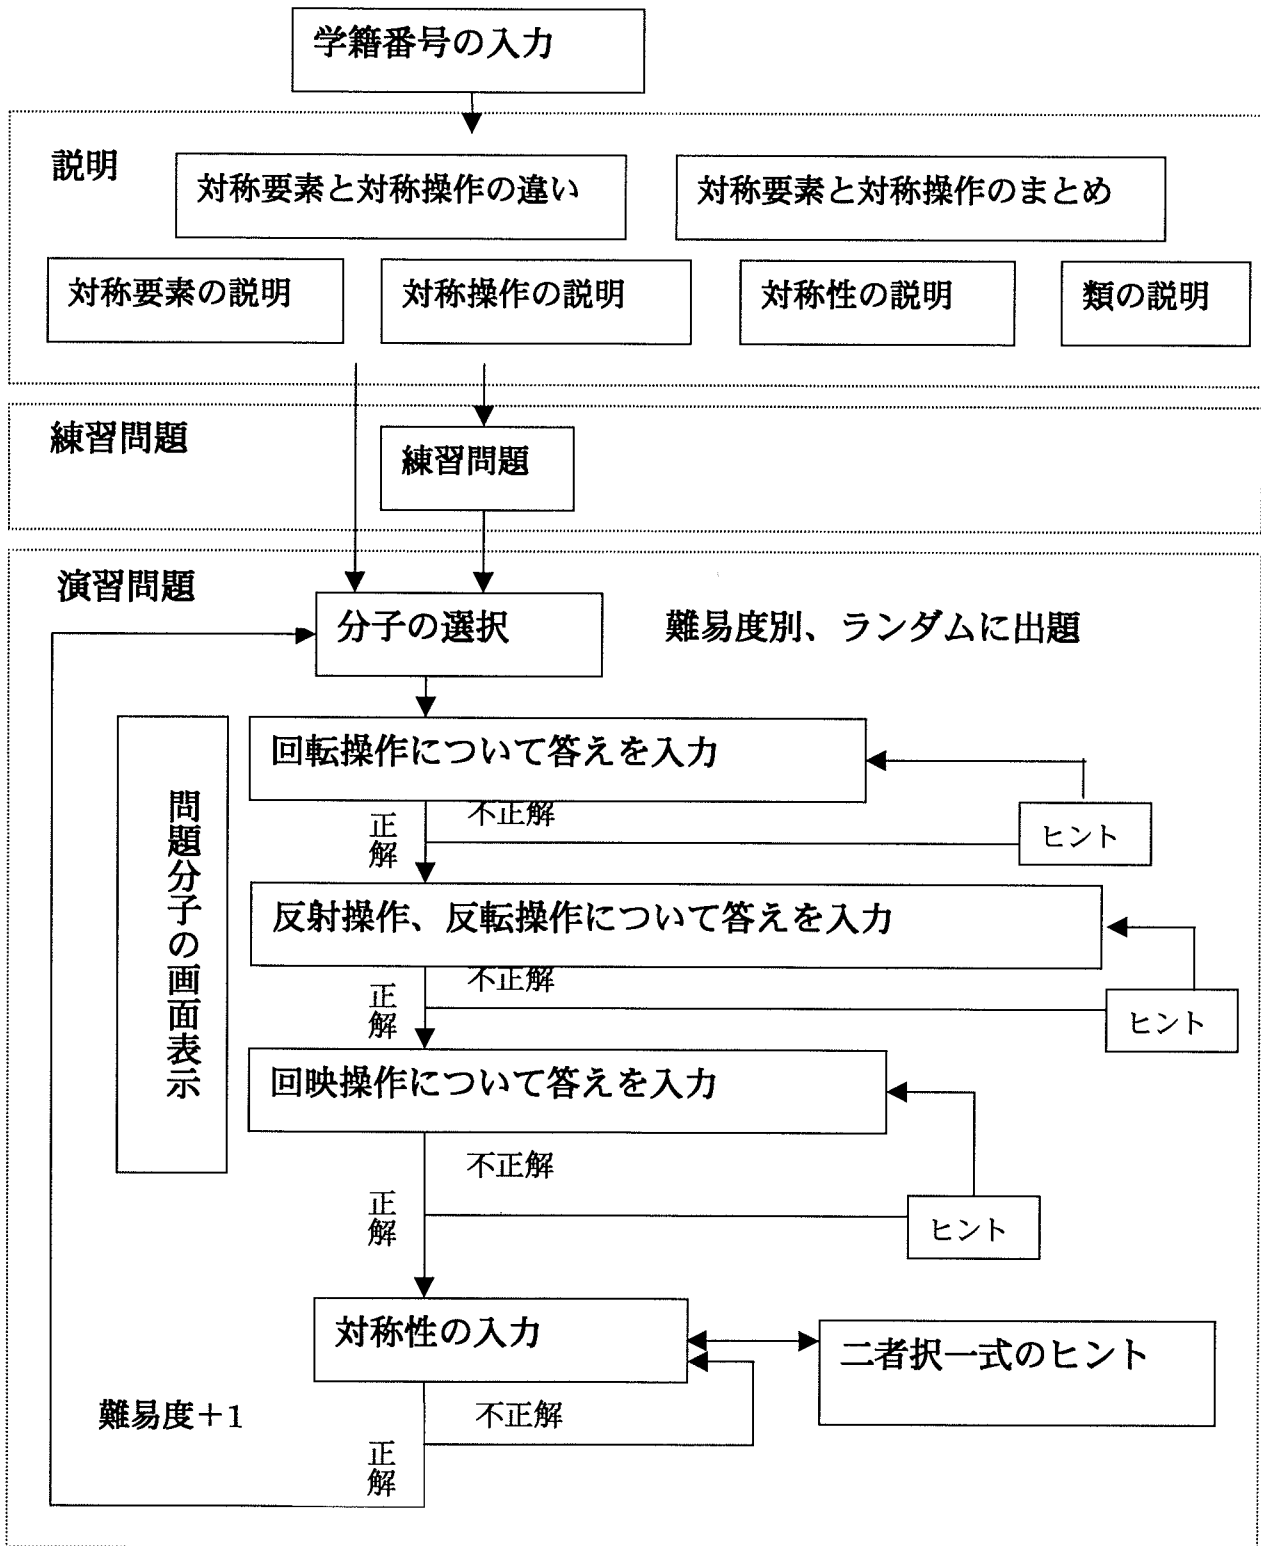 学籍番号の入力
説明
対称要素と対称操作の違い
対称要素と対称操作のまとめ
対称要素の説明
対称操作の説明
対称性の説明
類の説明
練習問題
練習問題
演習問題
分子の選択
難易度別、ランダムに出題
問題分子の画面表示
回転操作について答えを入力
正解
不正解
ヒント
反射操作、反転操作について答えを入力
正解
不正解
ヒント
回映操作について答えを入力
不正解
正解
ヒント
対称性の入力
二者択一式のヒント
難易度+1
不正解
正解